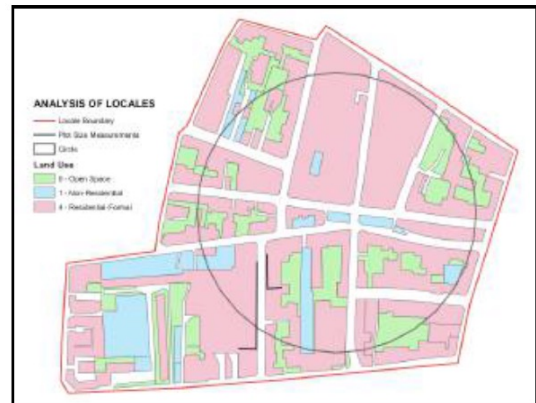 ANALYSIS OF LOCALES
Locale Boundary
Plot Size Measurements
Circle
Land Use
0 - Open Space
1 - Non-Residential
4 - Residential-Formal